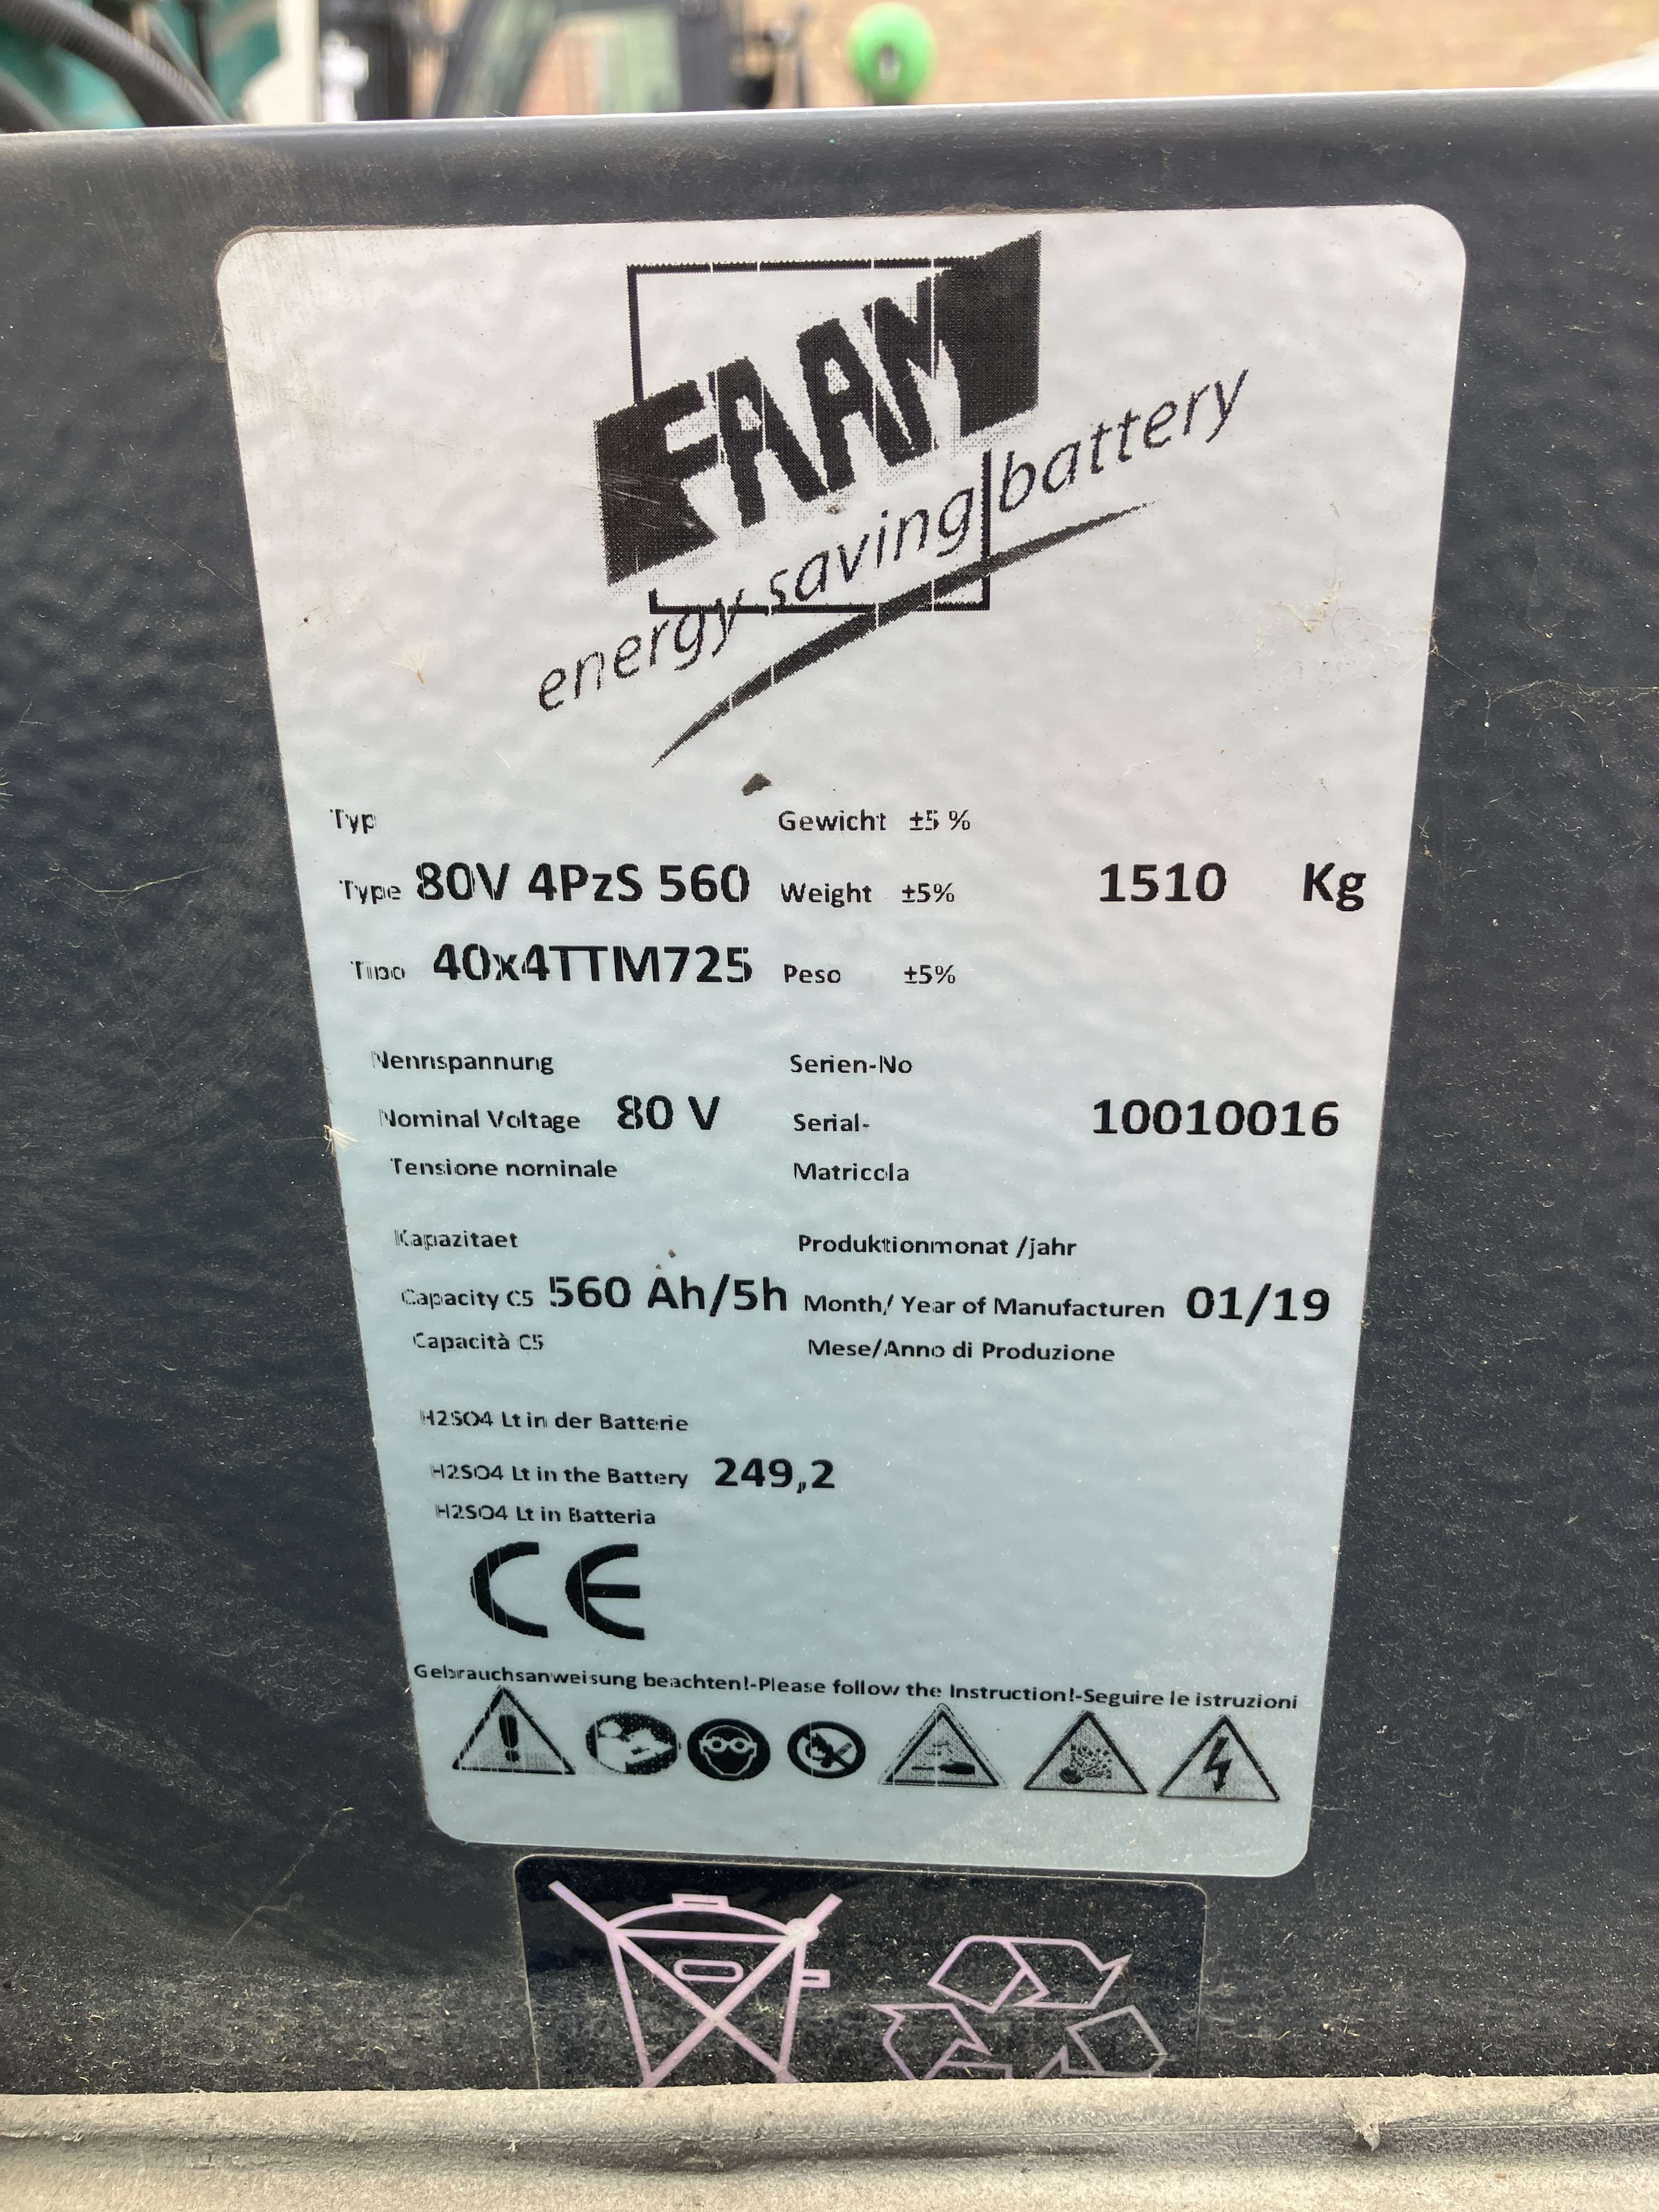 FAAM
energy saving battery
Typ Gewicht ±5 %
Type 80V 4PzS 560 Weight ±5% 1510 Kg
Tipo 40x4TTM725 Peso ±5%
Nennspannung Serien-No
Nominal Voltage 80 V Serial- 10010016
Tensione nominale Matricola
Kapazitaet Produktionmonat /jahr
Capacity C5 560 Ah/5h Month/ Year of Manufacturen 01/19
Capacità C5 Mese/Anno di Produzione
H2SO4 Lt in der Batterie
H2SO4 Lt in the Battery 249,2
H2SO4 Lt in Batteria
CE
Gebrauchsanweisung beachten!-Please follow the Instruction!-Seguire le istruzioni